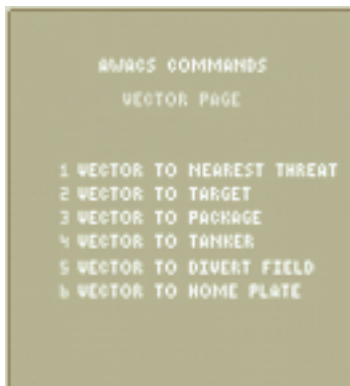 AWACS COMMANDS
VECTOR PAGE
1 VECTOR TO NEAREST THREAT
2 VECTOR TO TARGET
3 VECTOR TO PACKAGE
4 VECTOR TO TANKER
5 VECTOR TO DIVERT FIELD
6 VECTOR TO HOME PLATE